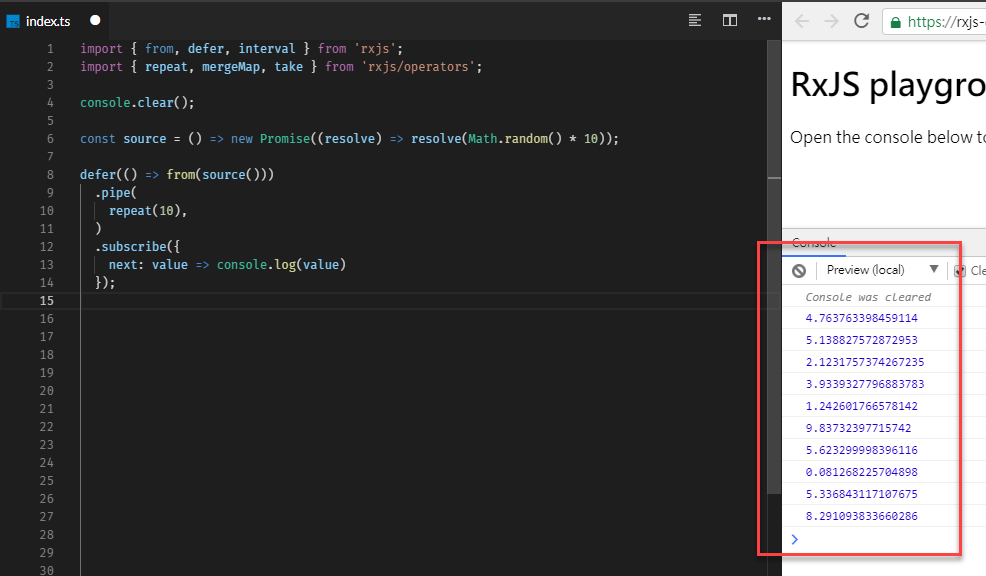 index.ts
1 import { from, defer, interval } from 'rxjs';
2 import { repeat, mergeMap, take } from 'rxjs/operators';
3
4 console.clear();
5
6 const source = () => new Promise((resolve) => resolve(Math.random() * 10));
7
8 defer(() => from(source()))
9 .pipe(
10 repeat(10),
11 )
12 .subscribe({
13 next: value => console.log(value)
14 });
15
16
17
18
19
20
21
22
23
24
25
26
27
28
29
30
https://rxjs-
RxJS playgro
Open the console below to
Console
Preview (local)
Cle
Console was cleared
4.763763398459114
5.138827572872953
2.1231757374267235
3.9339327796883783
1.242601766578142
9.83732397715742
5.623299998396116
0.081268225704898
5.336843117107675
8.291093833660286
>